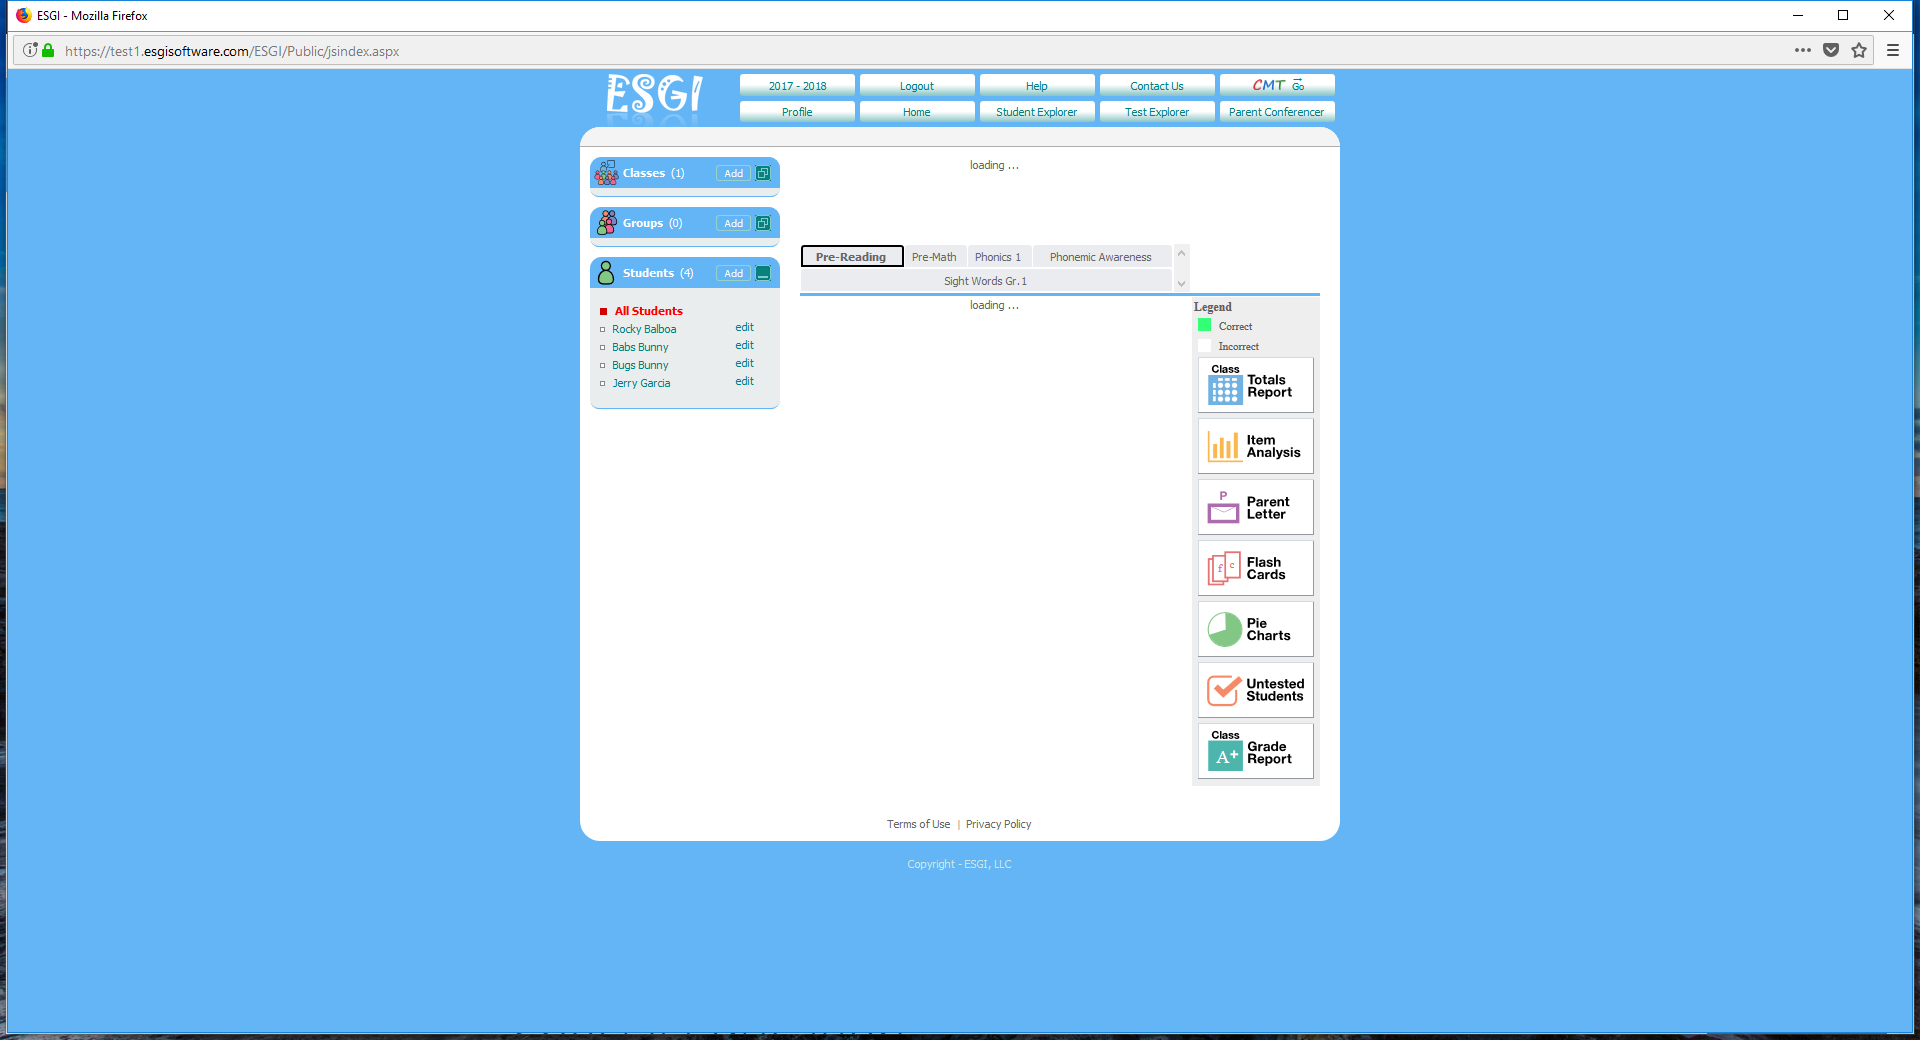 ESGI - Mozilla Firefox
https://test1.esgisoftware.com/ESGI/Public/jsindex.aspx
ESGI
2017 - 2018
Logout
Help
Contact Us
CMT Go
Profile
Home
Student Explorer
Test Explorer
Parent Conferencer
Classes (1)
Add
Groups (0)
Add
Students (4)
Add
All Students
Rocky Balboa edit
Babs Bunny edit
Bugs Bunny edit
Jerry Garcia edit
loading ...
Pre-Reading
Pre-Math
Phonics 1
Phonemic Awareness
Sight Words Gr.1
loading ...
Legend
Correct
Incorrect
Class
Totals
Report
Item
Analysis
P
Parent
Letter
f c
Flash
Cards
Pie
Charts
Untested
Students
Class
A+
Grade
Report
Terms of Use | Privacy Policy
Copyright - ESGI, LLC